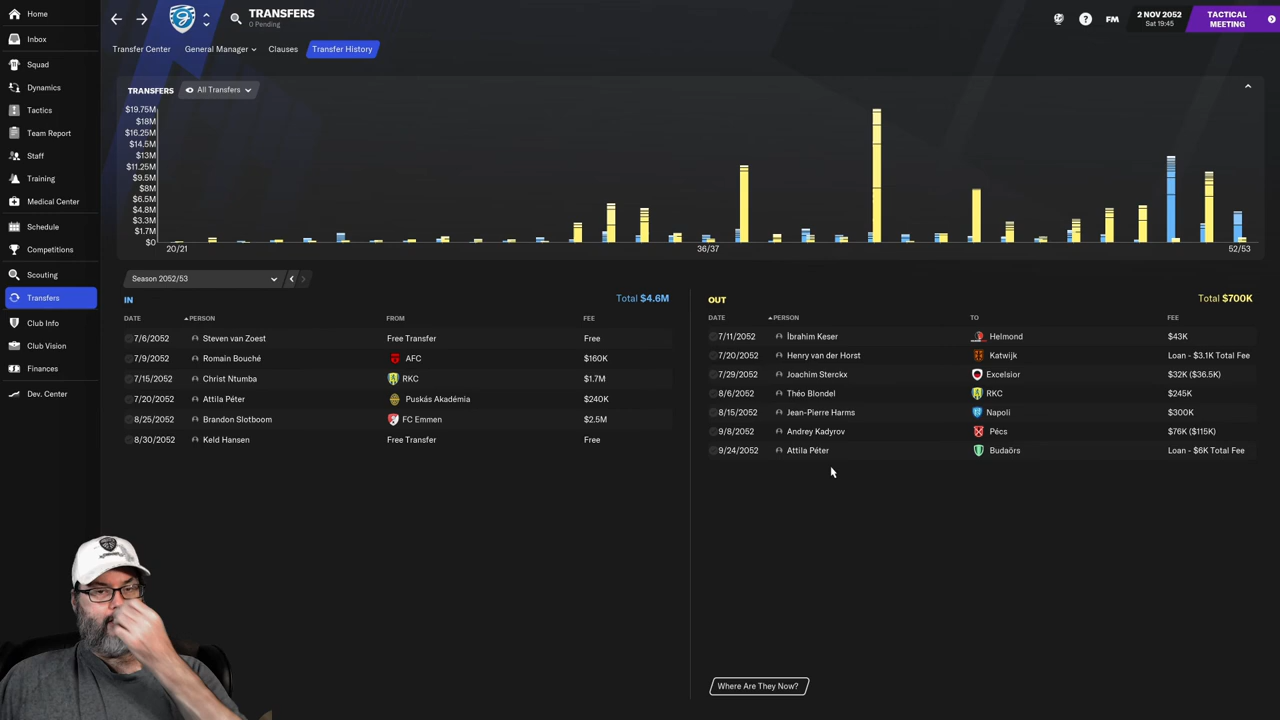 Home
Inbox
Squad
Dynamics
Tactics
Team Report
Staff
Training
Medical Center
Schedule
Competitions
Scouting
Transfers
Club Info
Club Vision
Finances
Dev. Center
TRANSFERS
0 Pending
FM
2 NOV 2052
Sat 19:45
TACTICAL
MEETING
Transfer Center General Manager Clauses Transfer History
TRANSFERS All Transfers
$19.75M
$18M
$16.25M
$14.5M
$13M
$11.25M
$9.5M
$8M
$6.5M
$4.8M
$3.3M
$1.7M
$0
20/21 36/37 52/53
Season 2052/53
IN Total $4.6M
DATE PERSON FROM FEE
7/6/2052 Steven van Zoest Free Transfer Free
7/9/2052 Romain Bouché AFC $160K
7/15/2052 Christ Ntumba RKC $1.7M
7/20/2052 Attila Péter Puskás Akadémia $240K
8/25/2052 Brandon Slotboom FC Emmen $2.5M
8/30/2052 Keld Hansen Free Transfer Free
OUT Total $700K
DATE PERSON TO FEE
7/11/2052 İbrahim Keser Helmond $43K
7/20/2052 Henry van der Horst Katwijk Loan - $3.1K Total Fee
7/29/2052 Joachim Sterckx Excelsior $32K ($36.5K)
8/6/2052 Théo Blondel RKC $245K
8/15/2052 Jean-Pierre Harms Napoli $300K
9/8/2052 Andrey Kadyrov Pécs $76K ($115K)
9/24/2052 Attila Péter Budaörs Loan - $6K Total Fee
Where Are They Now?